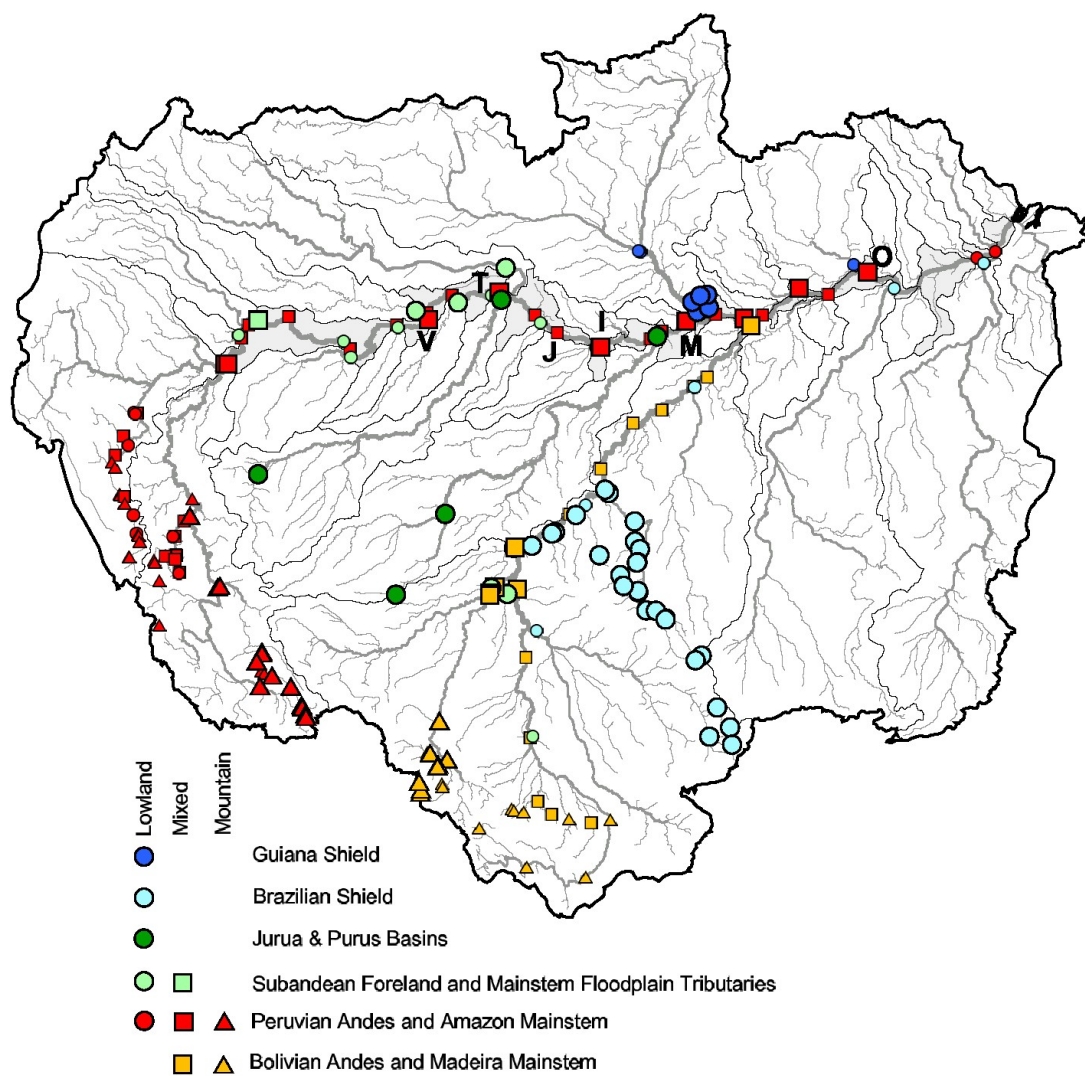 O
T
I
V
J
M
Lowland
Mixed
Mountain
Guiana Shield
Brazilian Shield
Jurua & Purus Basins
Subandean Foreland and Mainstem Floodplain Tributaries
Peruvian Andes and Amazon Mainstem
Bolivian Andes and Madeira Mainstem